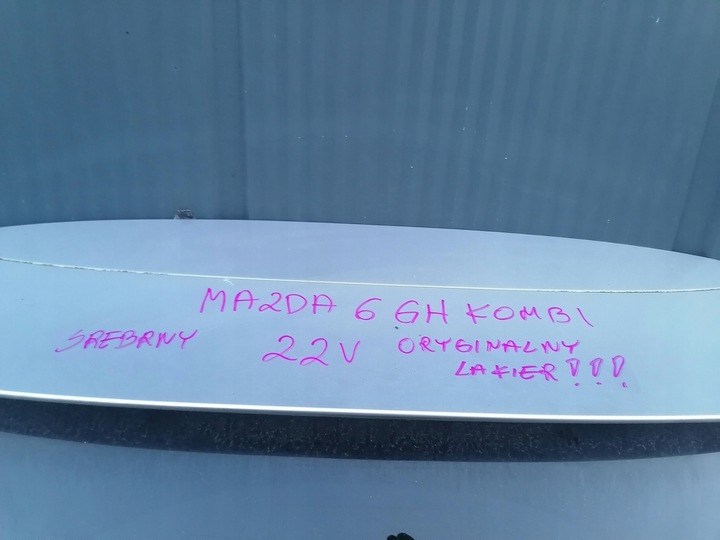 MAZDA 6 GH KOMBI
SREBRNY 22V ORYGINALNY
LAKIER!!!